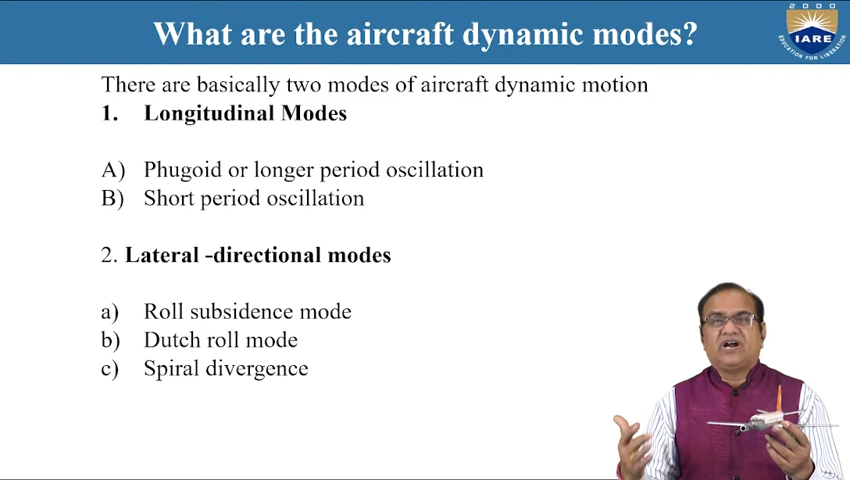 What are the aircraft dynamic modes?
2000
IARE
EDUCATION FOR LIBERATION
There are basically two modes of aircraft dynamic motion
1. Longitudinal Modes
A) Phugoid or longer period oscillation
B) Short period oscillation
2. Lateral -directional modes
a) Roll subsidence mode
b) Dutch roll mode
c) Spiral divergence